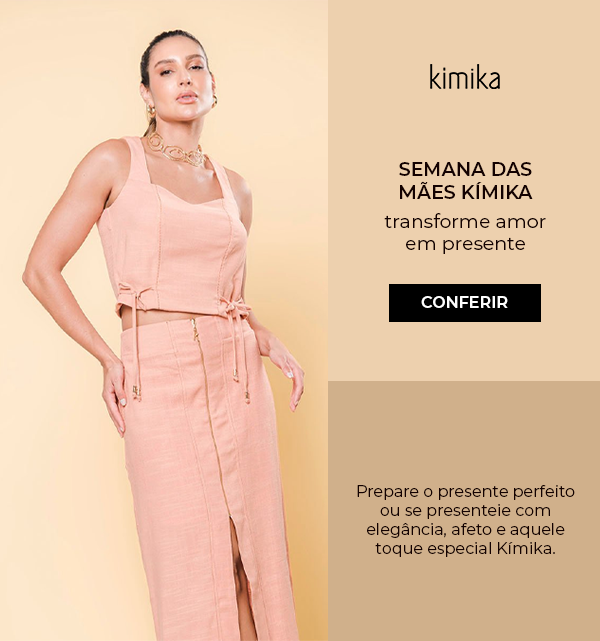 kimika
SEMANA DAS
MÃES KÍMIKA
transforme amor
em presente
CONFERIR
Prepare o presente perfeito
ou se presenteie com
elegância, afeto e aquele
toque especial Kímika.